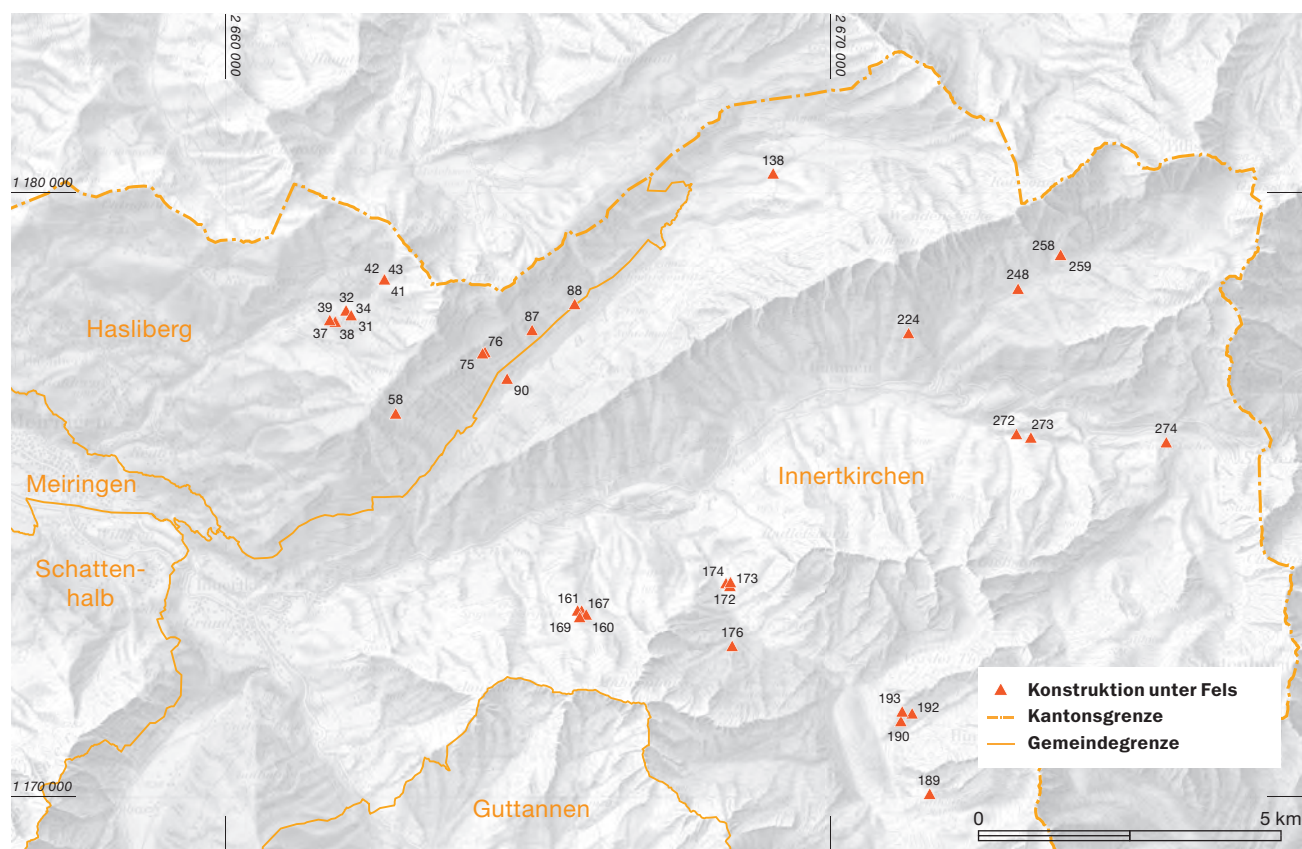 2 660 000
2 670 000
138
1 180 000
258
259
42
43
41
248
32
39
34
88
31
37
38
87
224
Hasliberg
76
75
90
58
272
273
274
Innertkirchen
Meiringen
Schatten-
halb
174
173
172
161
167
169
160
176
193
192
190
Konstruktion unter Fels
Kantonsgrenze
Gemeindegrenze
1 170 000
189
Guttannen
0
5 km